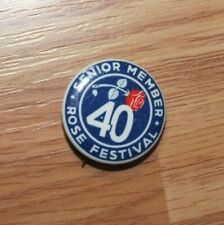 SENIOR MEMBER
40
ROSE FESTIVAL